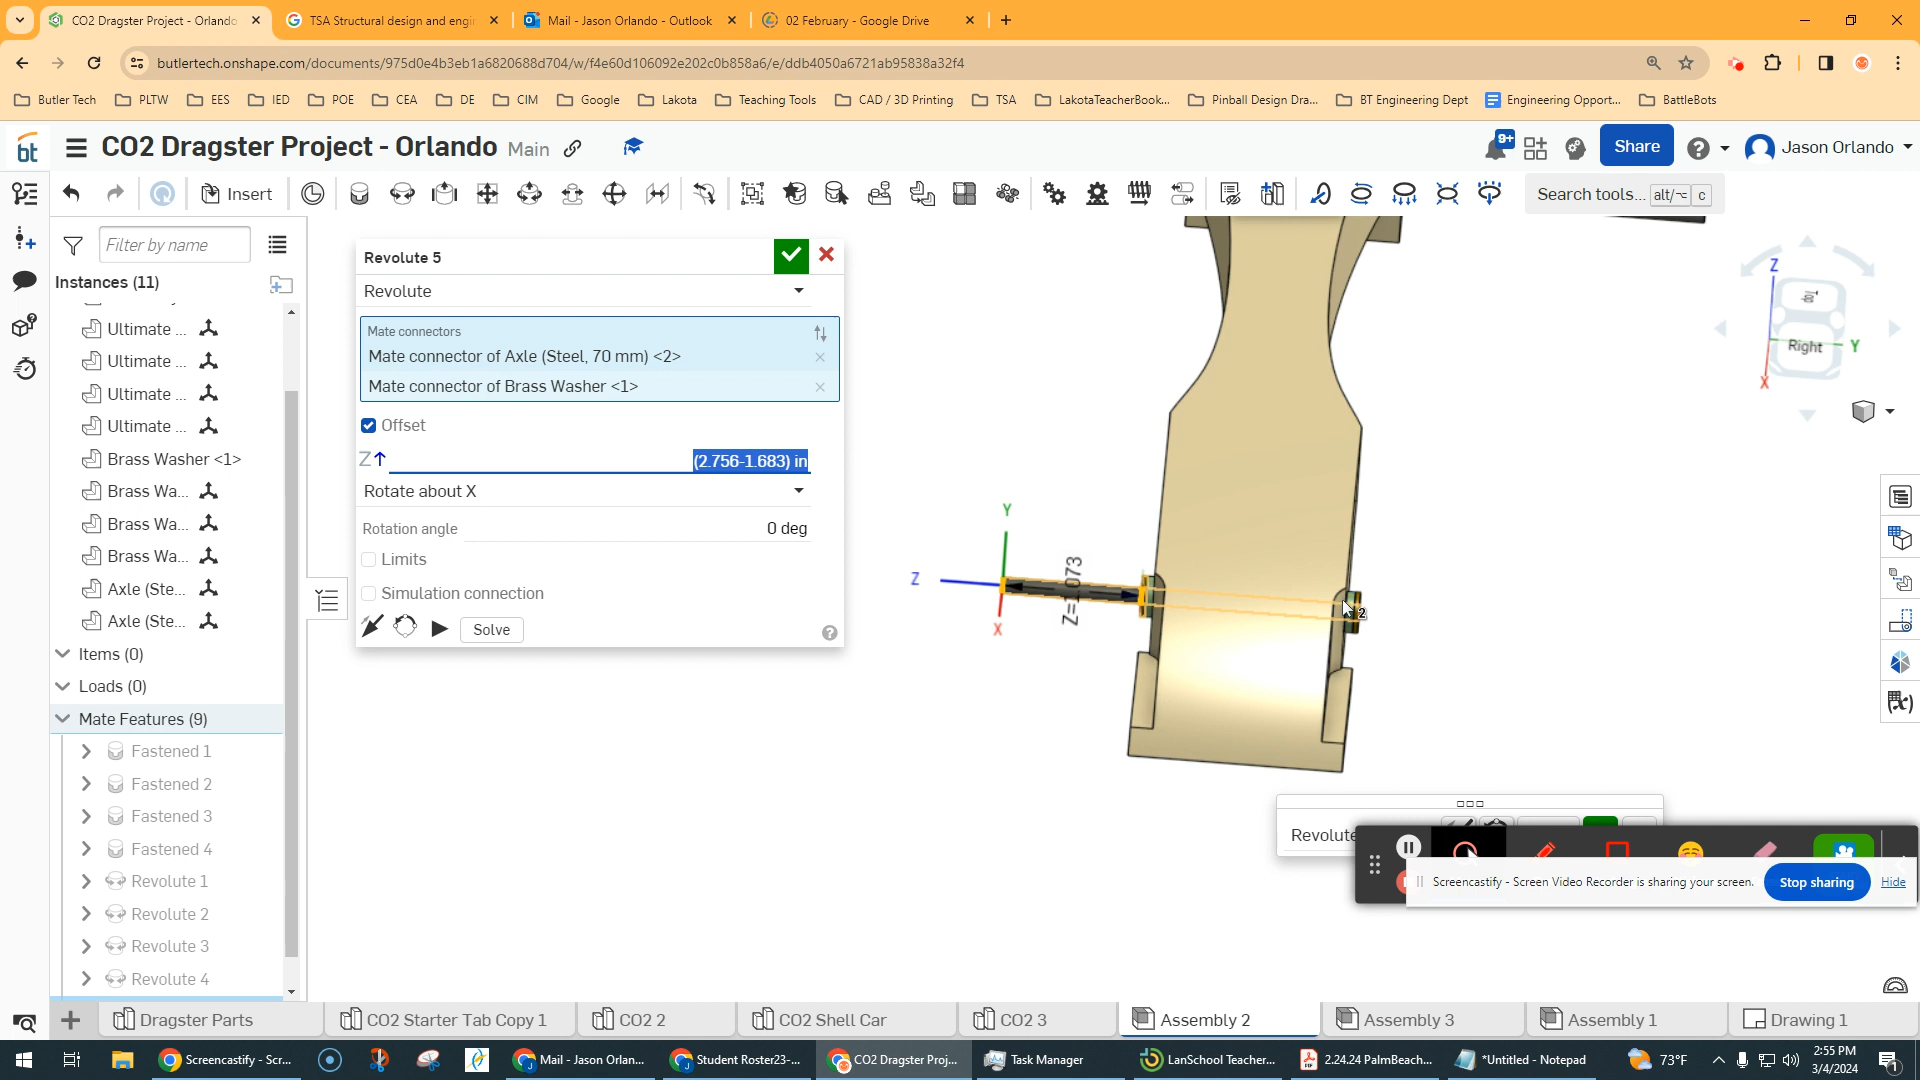 CO2 Dragster Project - Orlando
TSA Structural design and engin
Mail - Jason Orlando - Outlook
02 February - Google Drive
butlertech.onshape.com/documents/975d0e4b3eb1a6820688d704/w/f4e60d106092e202c0b858a6/e/ddb4050a6721ab95838a32f4
Butler Tech
PLTW
EES
IED
POE
CEA
DE
CIM
Google
Lakota
Teaching Tools
CAD / 3D Printing
TSA
LakotaTeacherBook...
Pinball Design Dra...
BT Engineering Dept
Engineering Opport...
BattleBots
bt
CO2 Dragster Project - Orlando Main
9+
Share
Jason Orlando
Insert
Search tools... alt/⌥ c
Filter by name
Instances (11)
Ultimate ...
Ultimate ...
Ultimate ...
Ultimate ...
Brass Washer <1>
Brass Wa...
Brass Wa...
Brass Wa...
Axle (Ste...
Axle (Ste...
Items (0)
Loads (0)
Mate Features (9)
Fastened 1
Fastened 2
Fastened 3
Fastened 4
Revolute 1
Revolute 2
Revolute 3
Revolute 4
Revolute 5
Revolute
Mate connectors
Mate connector of Axle (Steel, 70 mm) <2>
Mate connector of Brass Washer <1>
Offset
Z (2.756-1.683) in
Rotate about X
Rotation angle 0 deg
Limits
Simulation connection
Solve
Y
Z
X
2
Z
Top
Right
Y
X
Revolute
Screencastify - Screen Video Recorder is sharing your screen.
Stop sharing
Hide
Dragster Parts
CO2 Starter Tab Copy 1
CO2 2
CO2 Shell Car
CO2 3
Assembly 2
Assembly 3
Assembly 1
Drawing 1
Screencastify - Scr...
Mail - Jason Orlan...
Student Roster23-...
CO2 Dragster Proj...
Task Manager
LanSchool Teacher...
2.24.24 PalmBeach...
*Untitled - Notepad
73°F
2:55 PM
3/4/2024
1